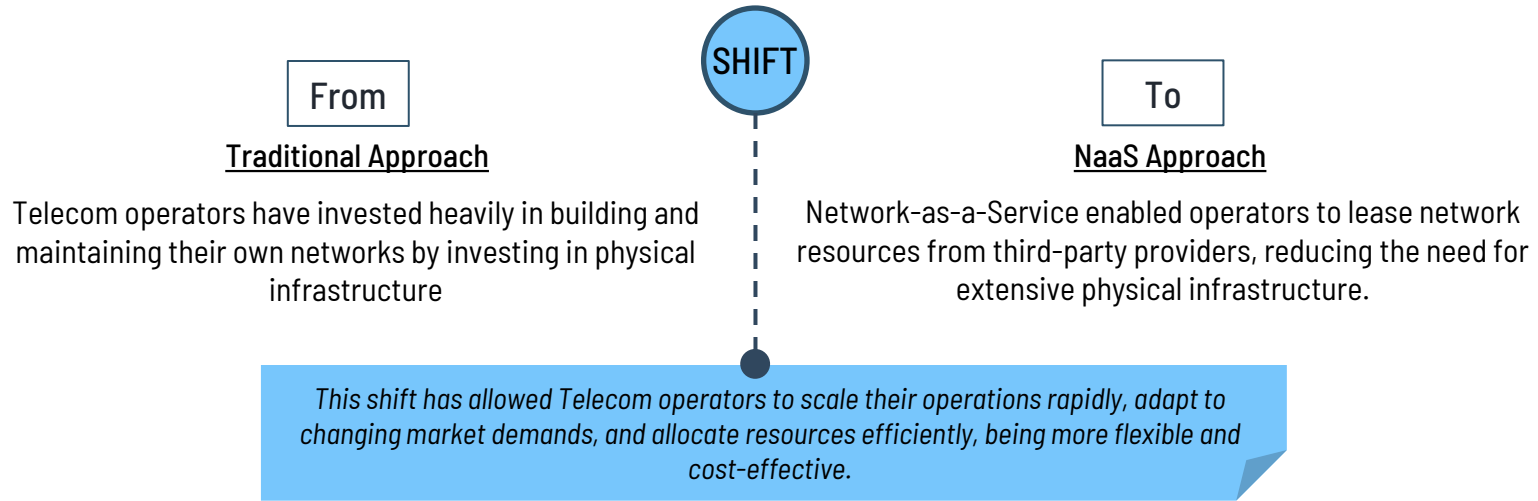 SHIFT
From
Traditional Approach
Telecom operators have invested heavily in building and
maintaining their own networks by investing in physical
infrastructure
To
NaaS Approach
Network-as-a-Service enabled operators to lease network
resources from third-party providers, reducing the need for
extensive physical infrastructure.
This shift has allowed Telecom operators to scale their operations rapidly, adapt to
changing market demands, and allocate resources efficiently, being more flexible and
cost-effective.